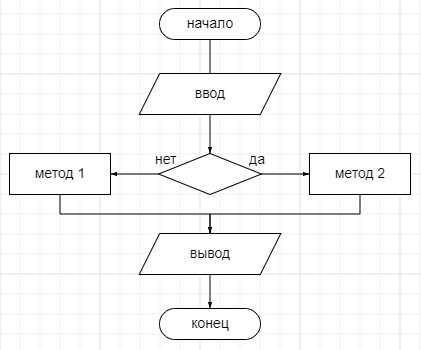 начало
ввод
нет
да
метод 1
метод 2
вывод
конец